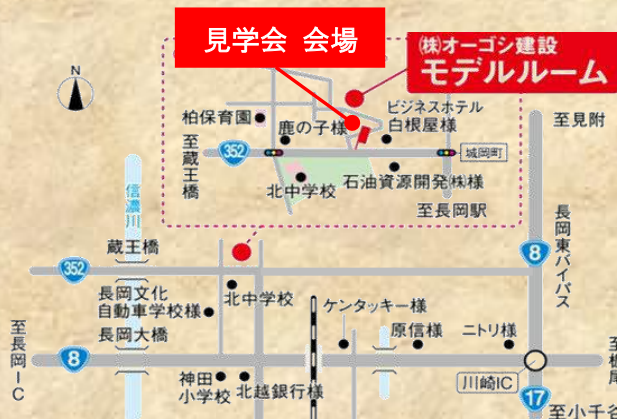 見学会 会場
(株)オーゴシ建設
モデルルーム
N
柏保育園
鹿の子様
ビジネスホテル
白根屋様
至見附
至蔵王橋
352
城岡町
北中学校
石油資源開発(株)様
至長岡駅
信濃川
蔵王橋
長岡東バイパス
8
352
北中学校
長岡文化
自動車学校様
長岡大橋
ケンタッキー様
原信様
ニトリ様
至長岡IC
8
至栃尾
川崎IC
神田
小学校
北越銀行様
17
至小千谷